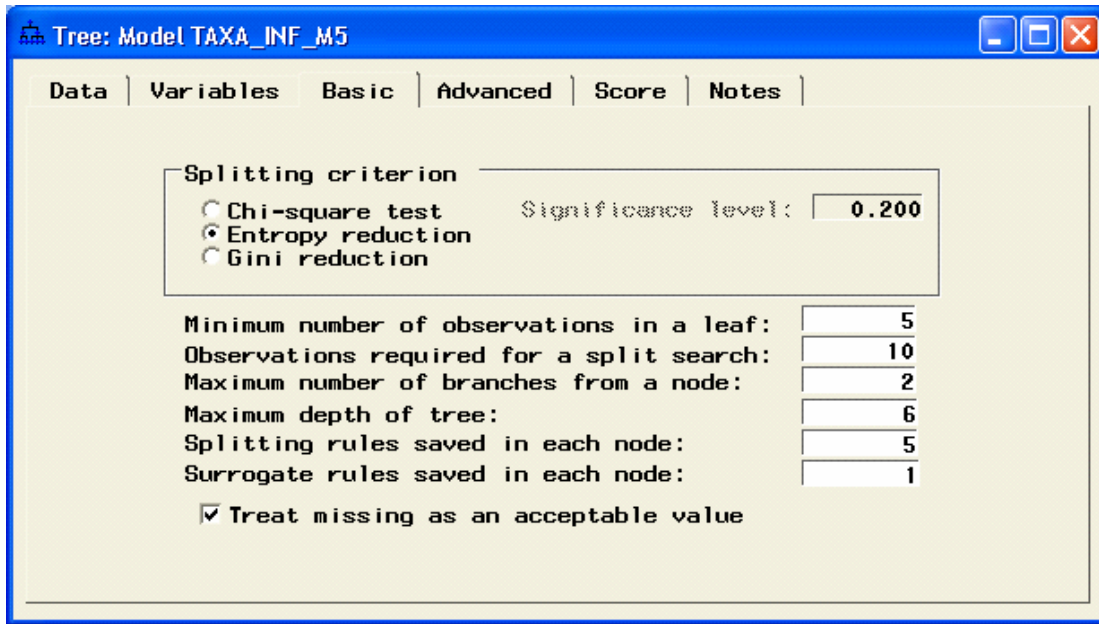 Tree: Model TAXA_INF_M5
Data Variables Basic Advanced Score Notes
Splitting criterion
Chi-square test Significance level: 0.200
Entropy reduction
Gini reduction
Minimum number of observations in a leaf: 5
Observations required for a split search: 10
Maximum number of branches from a node: 2
Maximum depth of tree: 6
Splitting rules saved in each node: 5
Surrogate rules saved in each node: 1
Treat missing as an acceptable value